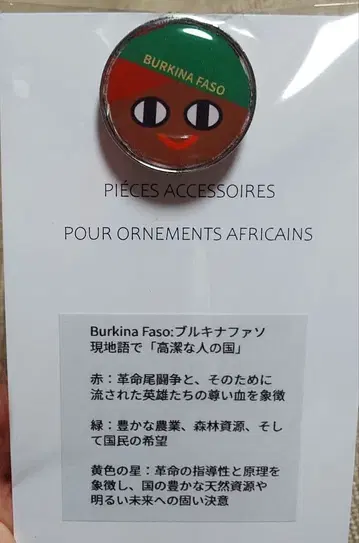 BURKINA FASO
PIÉCES ACCESSOIRES
POUR ORNEMENTS AFRICAINS
Burkina Faso:ブルキナファソ
現地語で「高潔な人の国」
赤：革命尾闘争と、そのために
流された英雄たちの尊い血を象徴
緑：豊かな農業、森林資源、そし
て国民の希望
黄色の星：革命の指導性と原理を
象徴し、国の豊かな天然資源や
明るい未来への固い決意